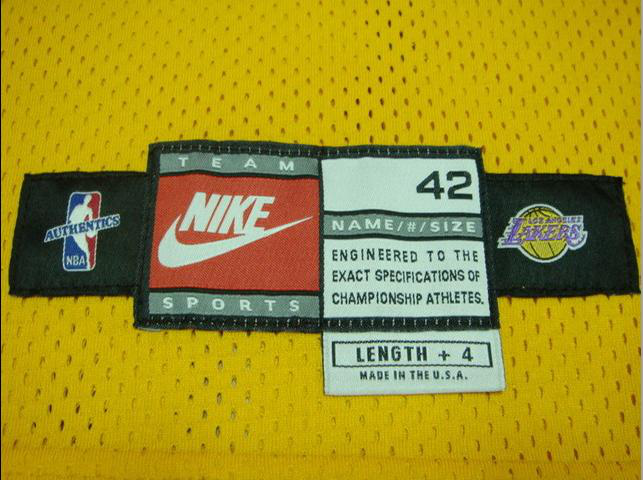 TEAM
NIKE
SPORTS
42
NAME/#/SIZE
ENGINEERED TO THE
EXACT SPECIFICATIONS OF
CHAMPIONSHIP ATHLETES.
LENGTH + 4
MADE IN THE U.S.A.
AUTHENTICS
NBA
LOS ANGELES
LAKERS